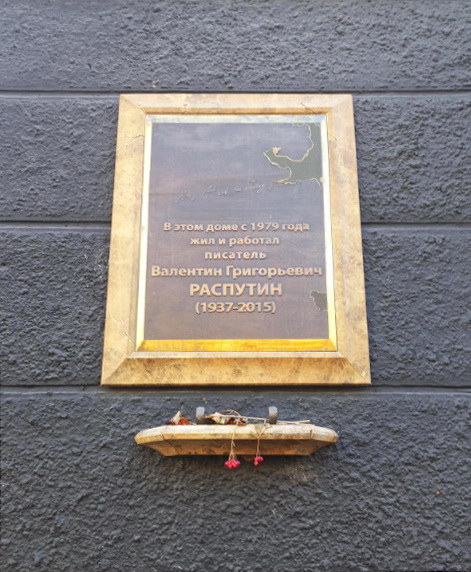 В этом доме с 1979 года
жил и работал
писатель
Валентин Григорьевич
РАСПУТИН
(1937-2015)